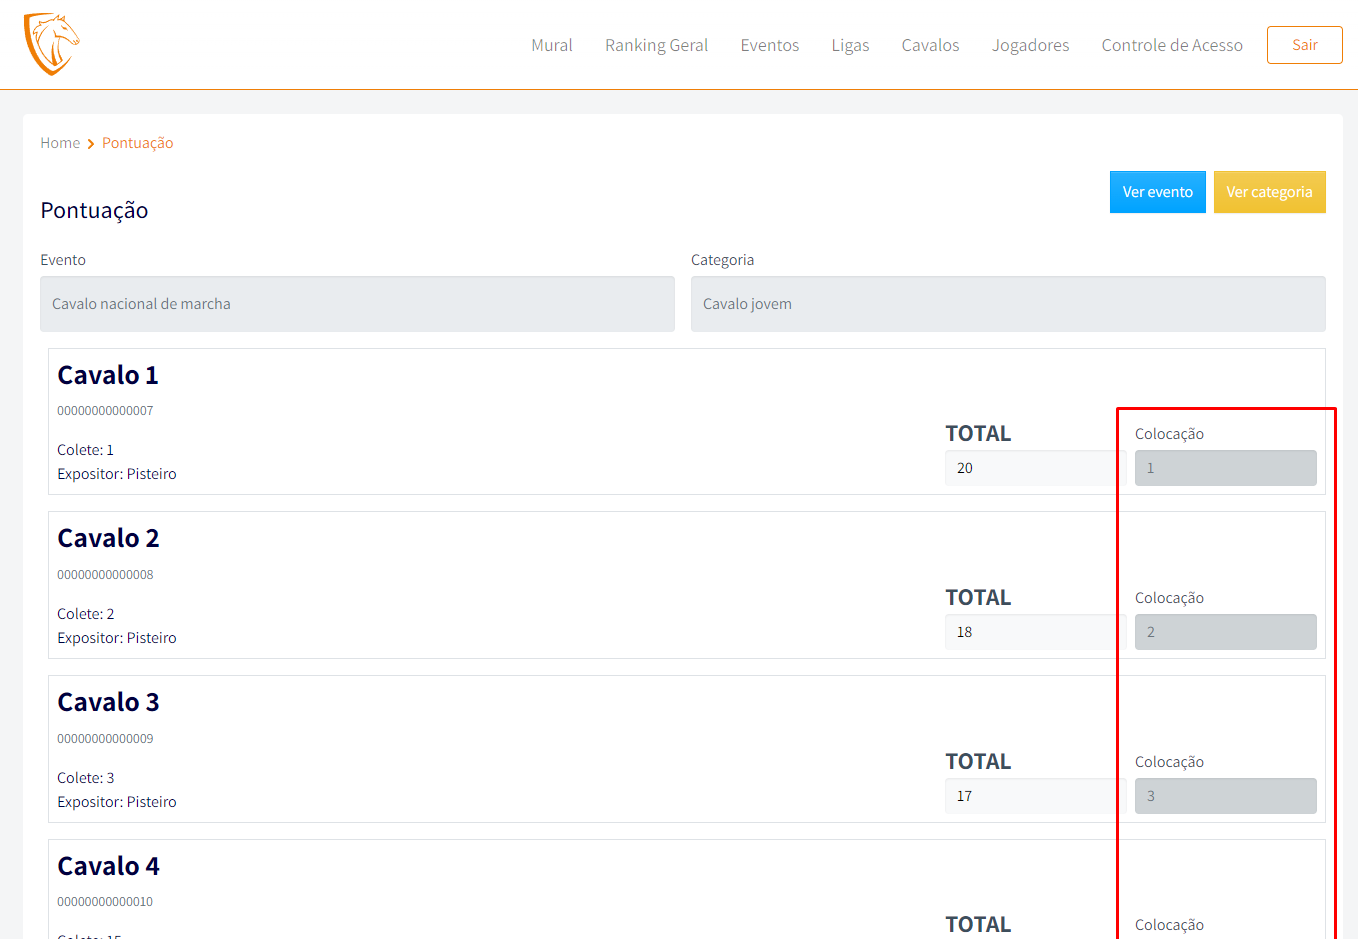 Mural Ranking Geral Eventos Ligas Cavalos Jogadores Controle de Acesso Sair
Home Pontuação
Ver evento Ver categoria
Pontuação
Evento Categoria
Cavalo nacional de marcha Cavalo jovem
Cavalo 1
00000000000007
TOTAL Colocação
Colete: 1
20 1
Expositor: Pisteiro
Cavalo 2
00000000000008
TOTAL Colocação
Colete: 2
18 2
Expositor: Pisteiro
Cavalo 3
00000000000009
TOTAL Colocação
Colete: 3
17 3
Expositor: Pisteiro
Cavalo 4
00000000000010
TOTAL Colocação
Colete: 15